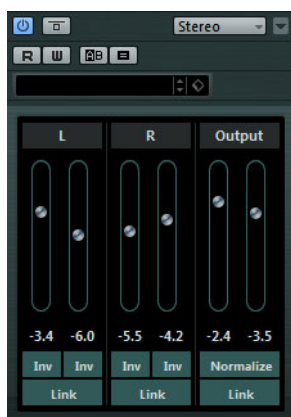 Stereo
R W AB
L R Output
-3.4 -6.0 -5.5 -4.2 -2.4 -3.5
Inv Inv Inv Inv Normalize
Link Link Link